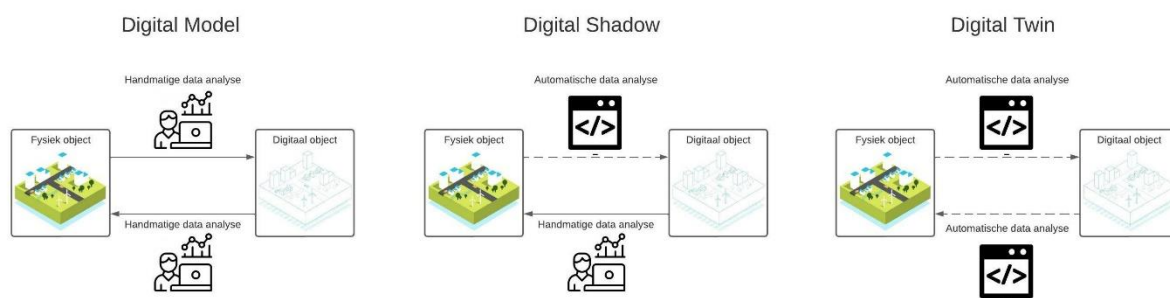 Digital Model
Digital Shadow
Digital Twin
Handmatige data analyse
Automatische data analyse
Automatische data analyse
</>
</>
Fysiek object
Digitaal object
Fysiek object
Digitaal object
Fysiek object
Digitaal object
Handmatige data analyse
Handmatige data analyse
Automatische data analyse
</>